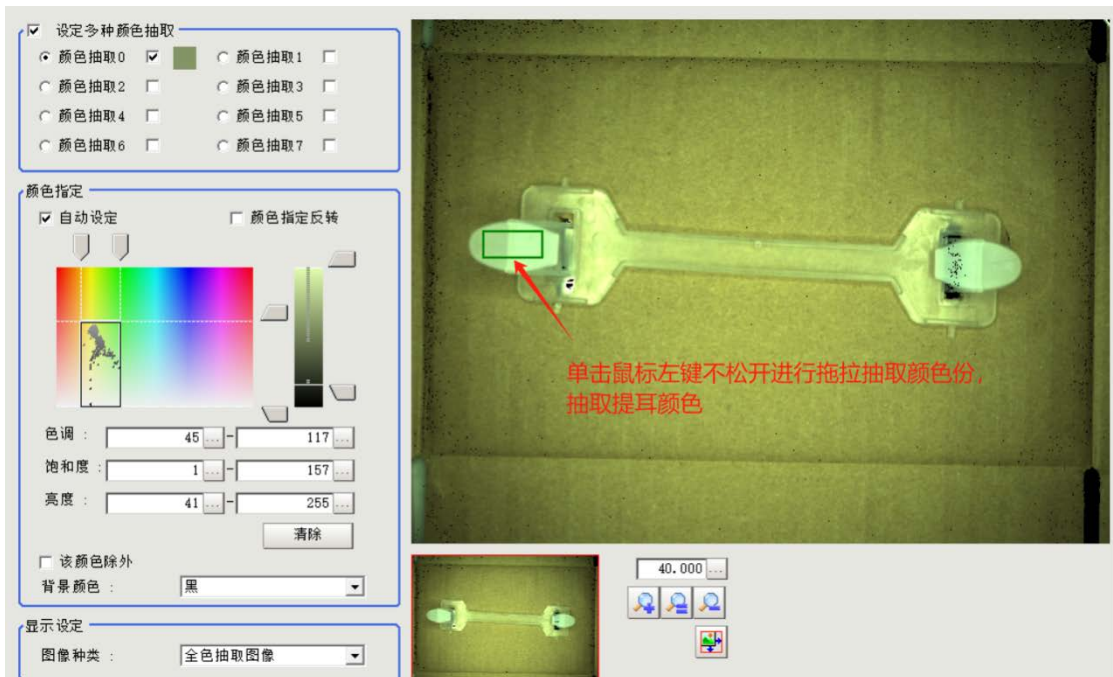 设定多种颜色抽取
颜色抽取0 颜色抽取1
颜色抽取2 颜色抽取3
颜色抽取4 颜色抽取5
颜色抽取6 颜色抽取7
颜色指定
自动设定 颜色指定反转
色调 : 45 ... - 117 ...
饱和度 : 1 ... - 157 ...
亮度 : 41 ... - 255 ...
清除
该颜色除外
背景颜色 : 黑
显示设定
图像种类 : 全色抽取图像
单击鼠标左键不松开进行拖拉抽取颜色份,
抽取提耳颜色
40.000 ...